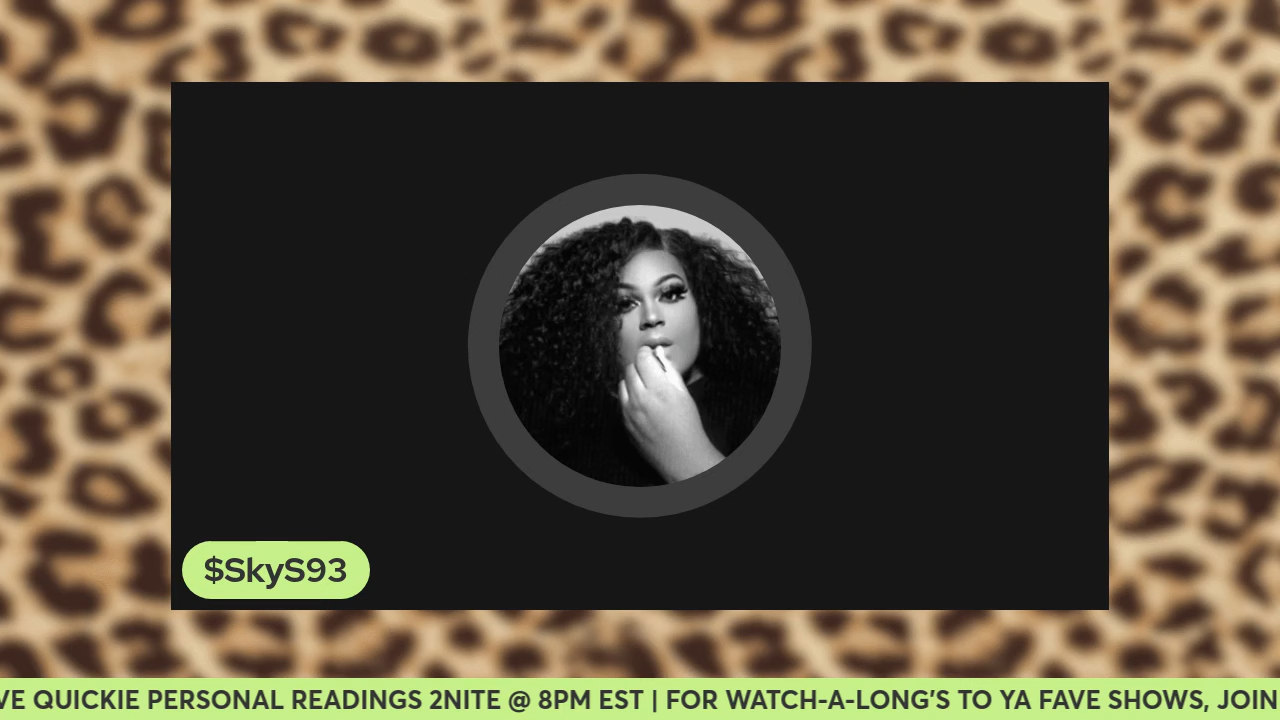 $SkyS93
VE QUICKIE PERSONAL READINGS 2NITE @ 8PM EST | FOR WATCH-A-LONG'S TO YA FAVE SHOWS, JOIN